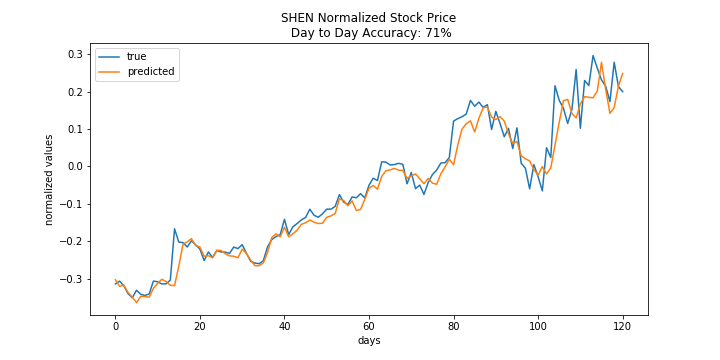 SHEN Normalized Stock Price
Day to Day Accuracy: 71%
true
predicted
normalized values
0.3
0.2
0.1
0.0
−0.1
−0.2
−0.3
0
20
40
60
80
100
120
days